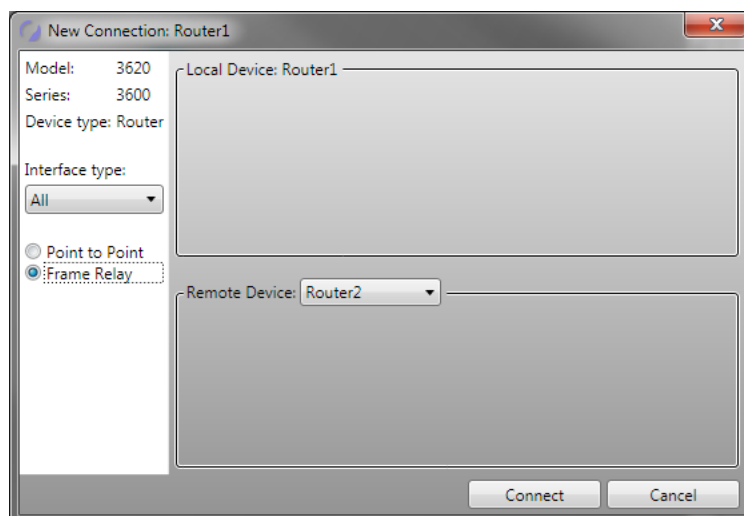 New Connection: Router1
Model: 3620
Series: 3600
Device type: Router
Interface type:
All
Point to Point
Frame Relay
Local Device: Router1
Remote Device: Router2
Connect Cancel